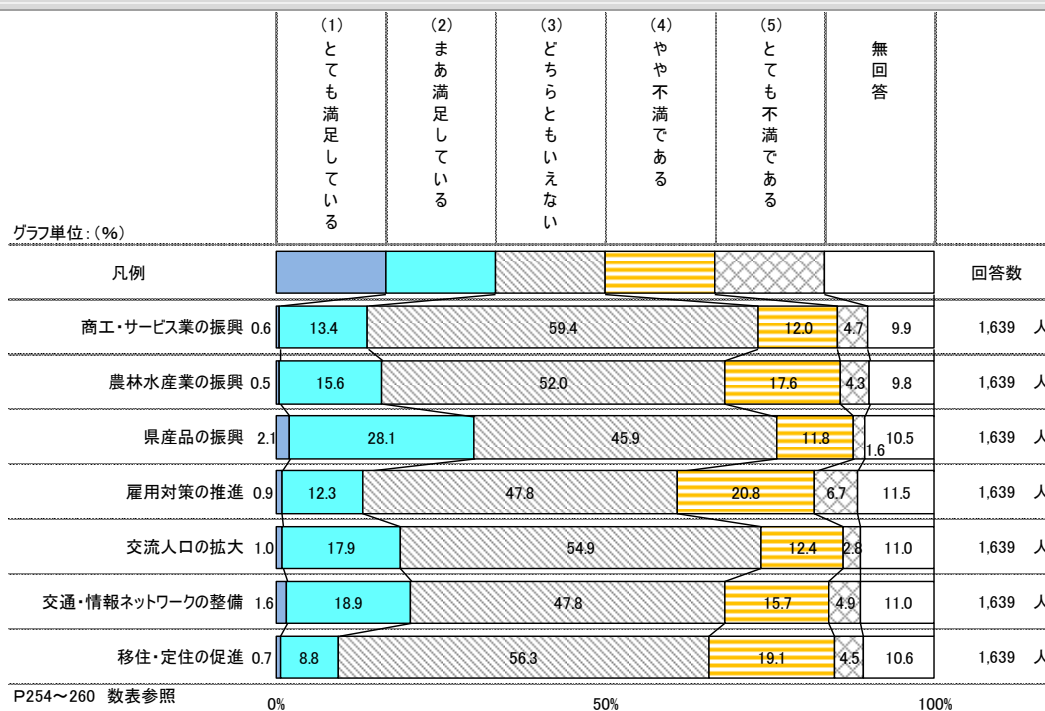 (1)とても満足している
(2)まあ満足している
(3)どちらともいえない
(4)やや不満である
(5)とても不満である
無回答
グラフ単位:(%)
凡例 回答数
商工・サービス業の振興 0.6 13.4 59.4 12.0 4.7 9.9 1,639 人
農林水産業の振興 0.5 15.6 52.0 17.6 4.3 9.8 1,639 人
県産品の振興 2.1 28.1 45.9 11.8 1.6 10.5 1,639 人
雇用対策の推進 0.9 12.3 47.8 20.8 6.7 11.5 1,639 人
交流人口の拡大 1.0 17.9 54.9 12.4 2.8 11.0 1,639 人
交通・情報ネットワークの整備 1.6 18.9 47.8 15.7 4.9 11.0 1,639 人
移住・定住の促進 0.7 8.8 56.3 19.1 4.5 10.6 1,639 人
P254~260 数表参照
0% 50% 100%